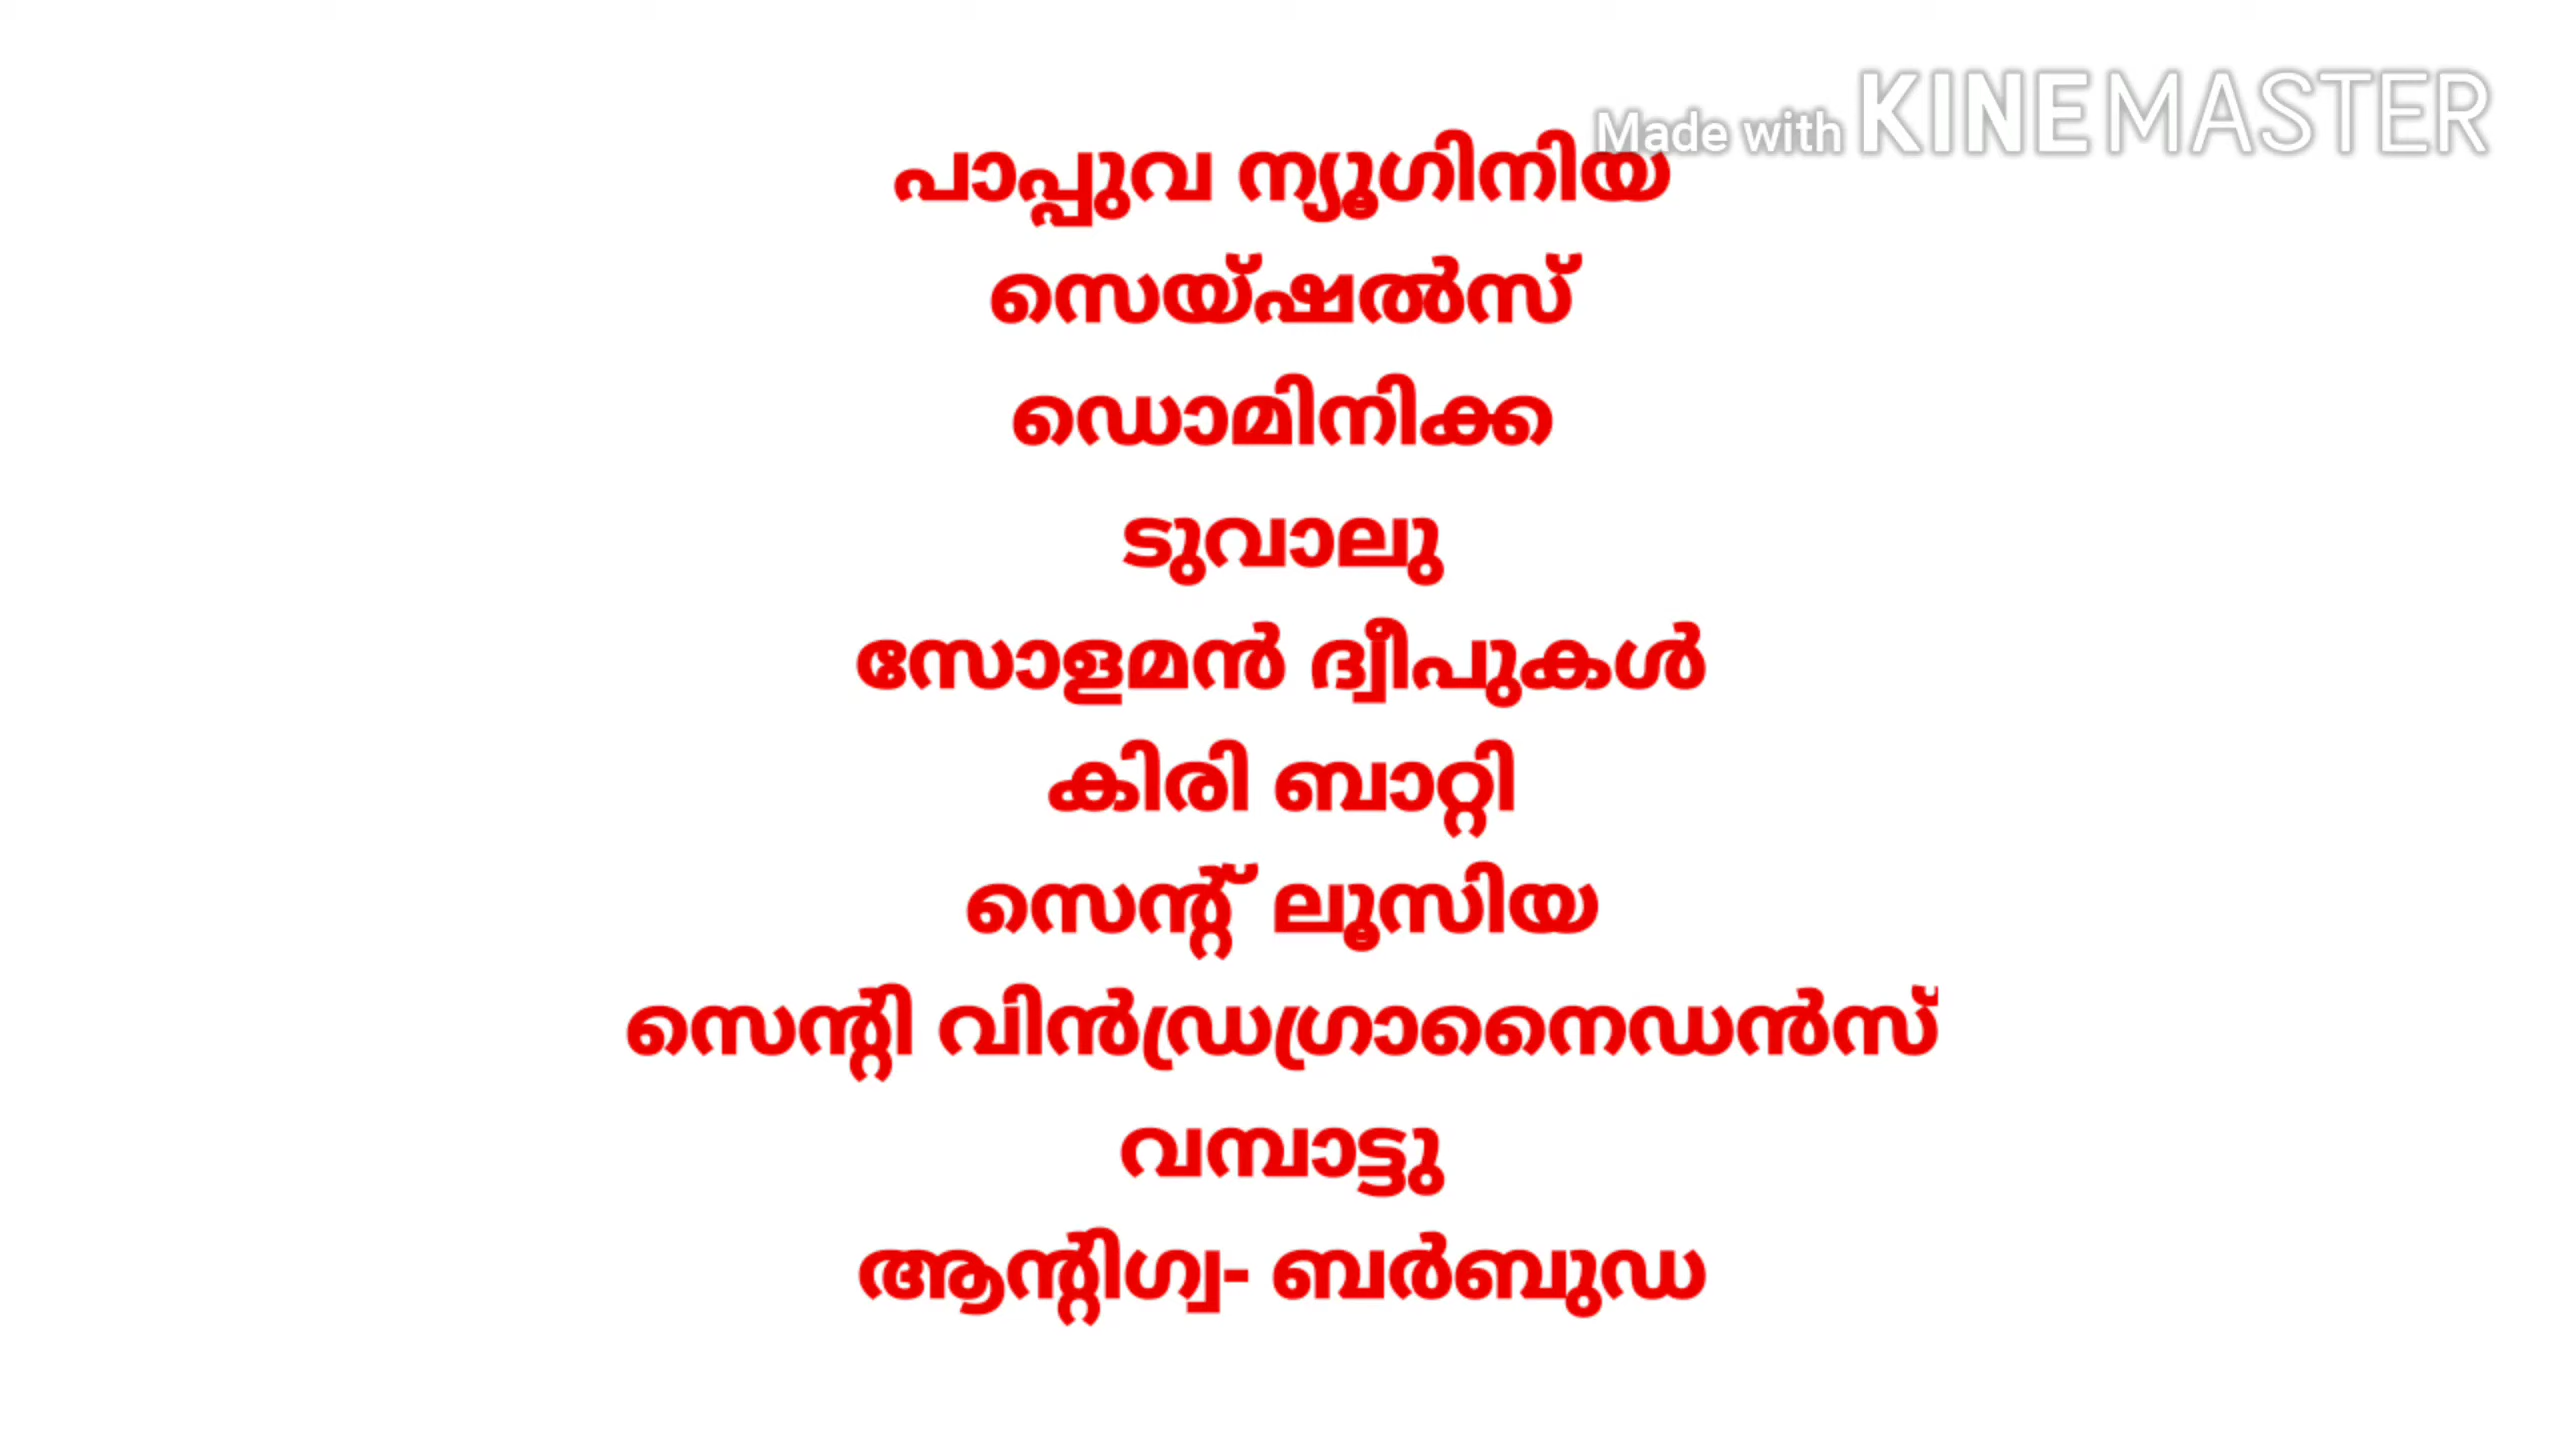 Made with KINEMASTER
പാപ്പുവ ന്യൂഗിനിയ
സെയ്ഷൽസ്
ഡൊമിനിക്ക
ടുവാലു
സോളമൻ ദ്വീപുകൾ
കിരി ബാറ്റി
സെന്റ് ലൂസിയ
സെന്റി വിൻഡ്രഗ്രാനൈഡൻസ്
വമ്പാട്ടു
ആന്റിഗ്വ- ബർബുഡ